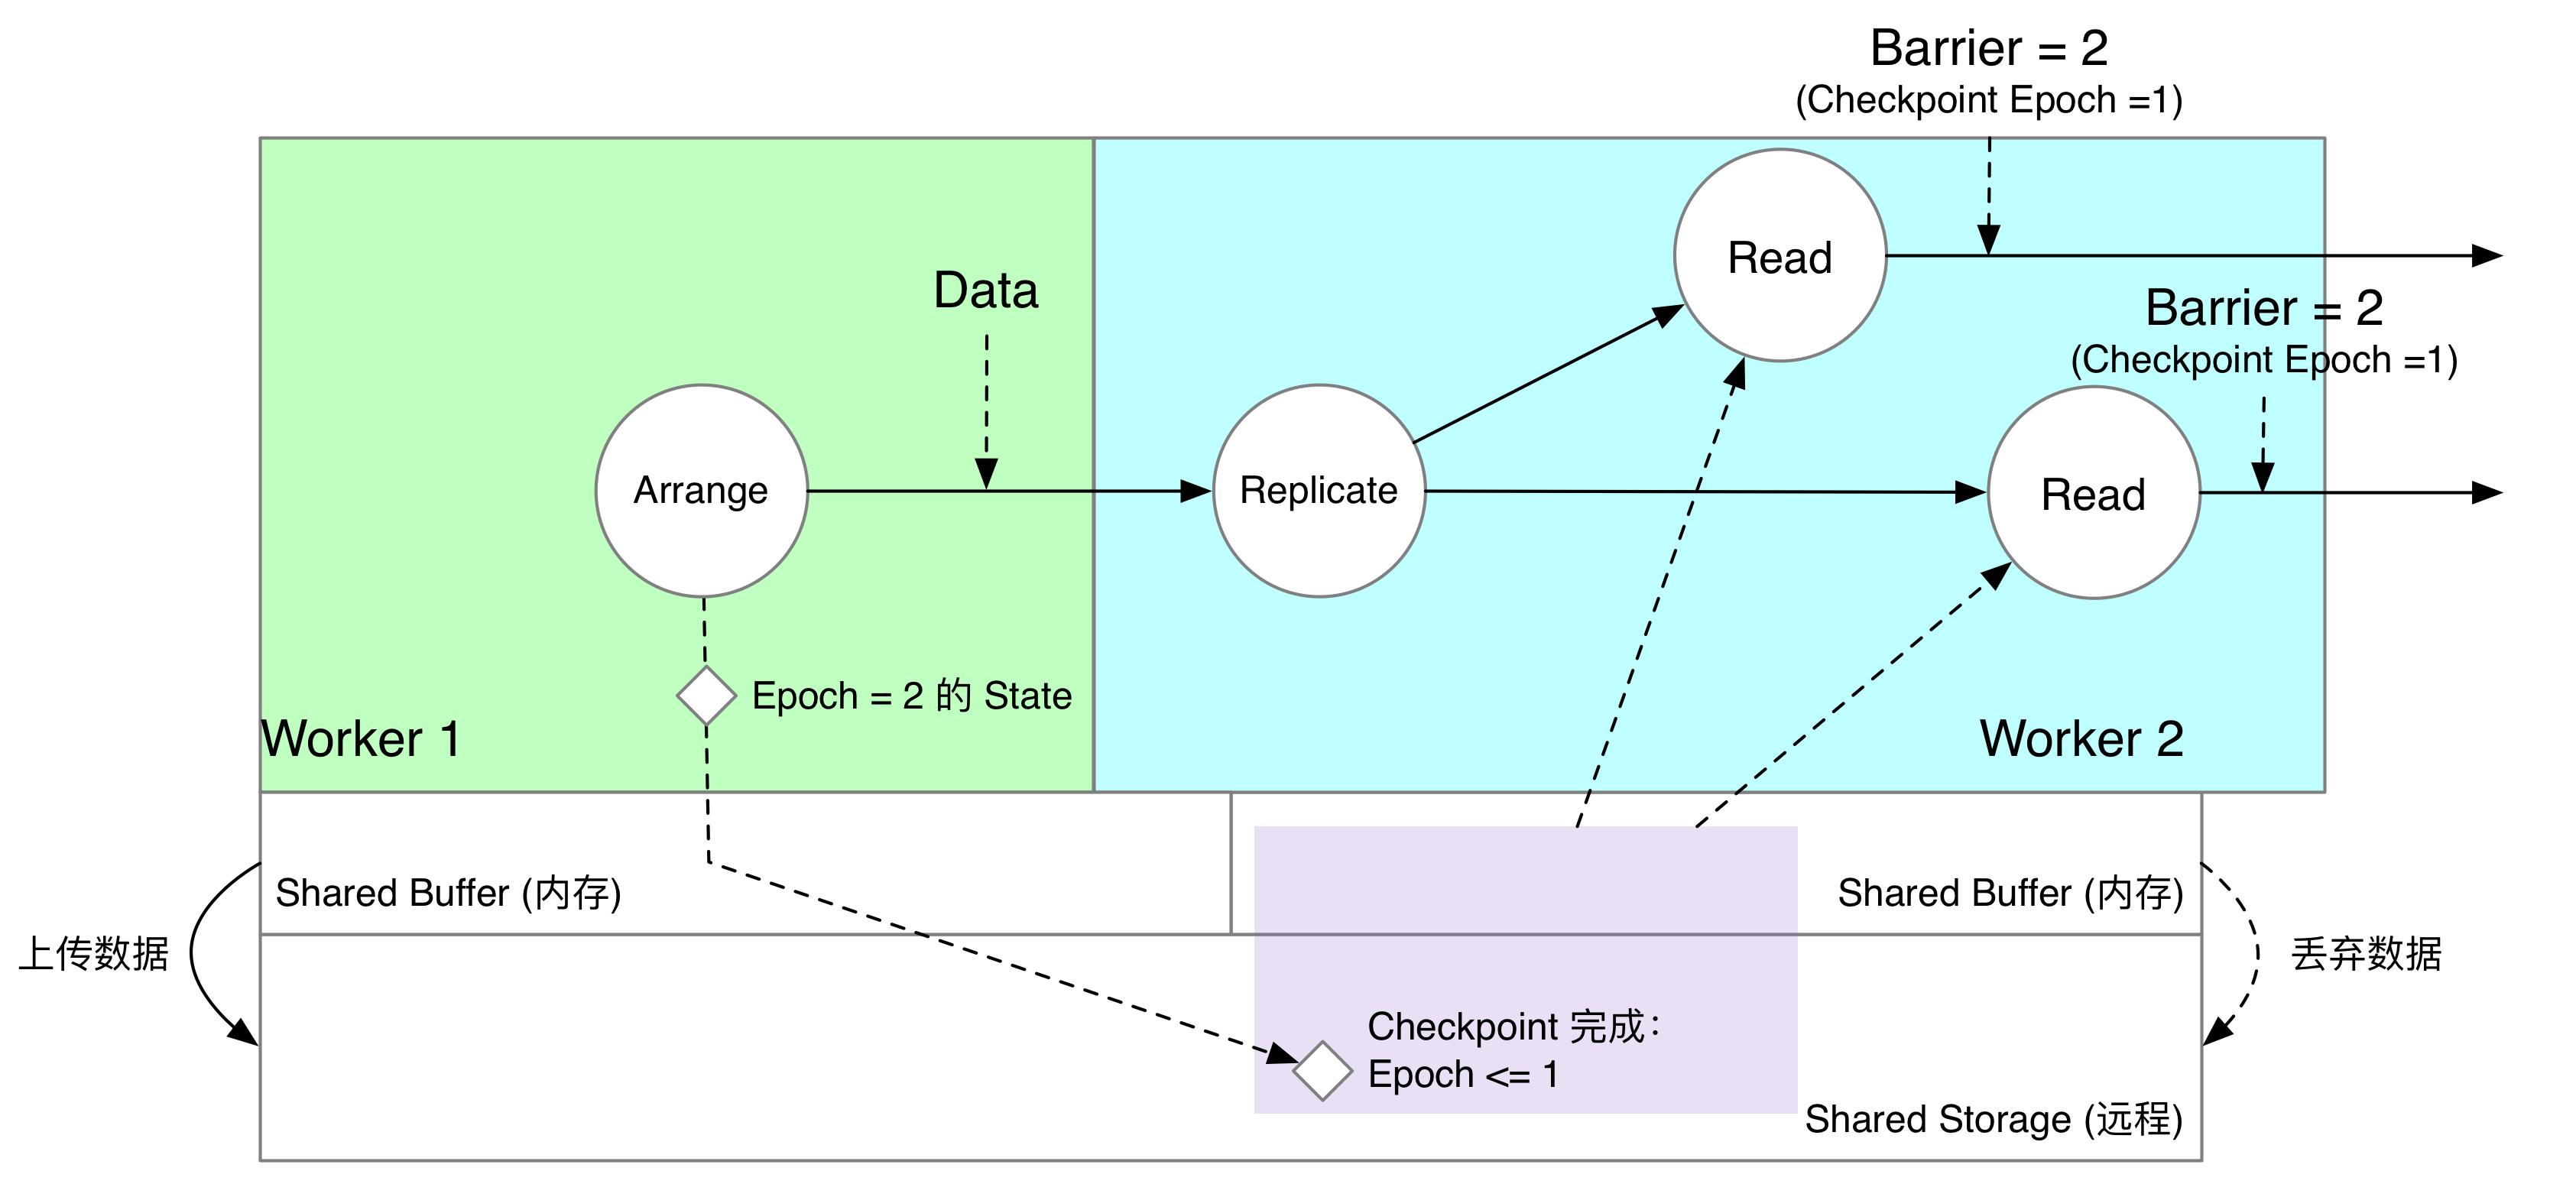 Barrier = 2
(Checkpoint Epoch =1)
Data
Read
Barrier = 2
(Checkpoint Epoch =1)
Arrange
Replicate
Read
Epoch = 2 的 State
Worker 1
Worker 2
Shared Buffer (内存)
Shared Buffer (内存)
上传数据
丢弃数据
Checkpoint 完成：
Epoch <= 1
Shared Storage (远程)